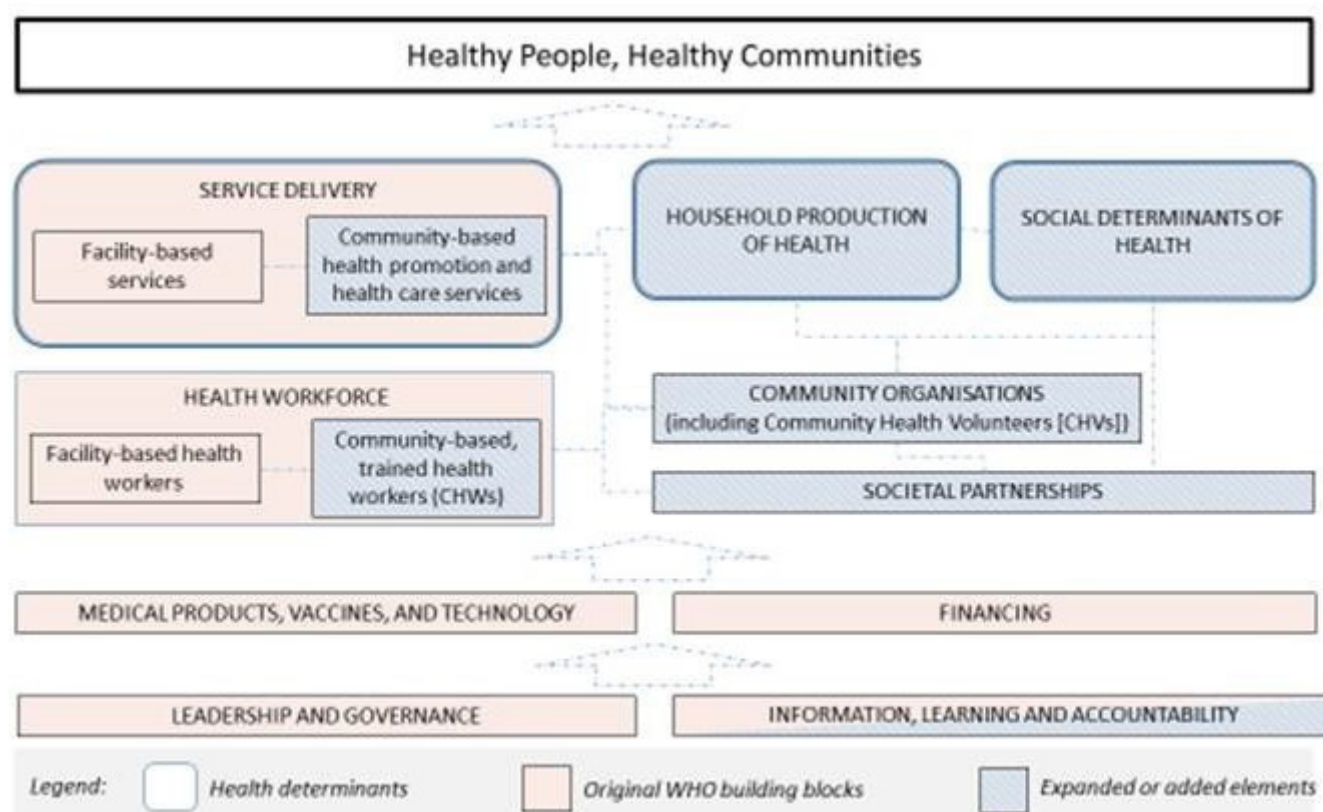 Healthy People, Healthy Communities
SERVICE DELIVERY
Facility-based
services
Community-based
health promotion and
health care services
HOUSEHOLD PRODUCTION
OF HEALTH
SOCIAL DETERMINANTS OF
HEALTH
HEALTH WORKFORCE
Facility-based health
workers
Community-based,
trained health
workers (CHWs)
COMMUNITY ORGANISATIONS
(including Community Health Volunteers [CHVs])
SOCIETAL PARTNERSHIPS
MEDICAL PRODUCTS, VACCINES, AND TECHNOLOGY
FINANCING
LEADERSHIP AND GOVERNANCE
INFORMATION, LEARNING AND ACCOUNTABILITY
Legend:
Health determinants
Original WHO building blocks
Expanded or added elements